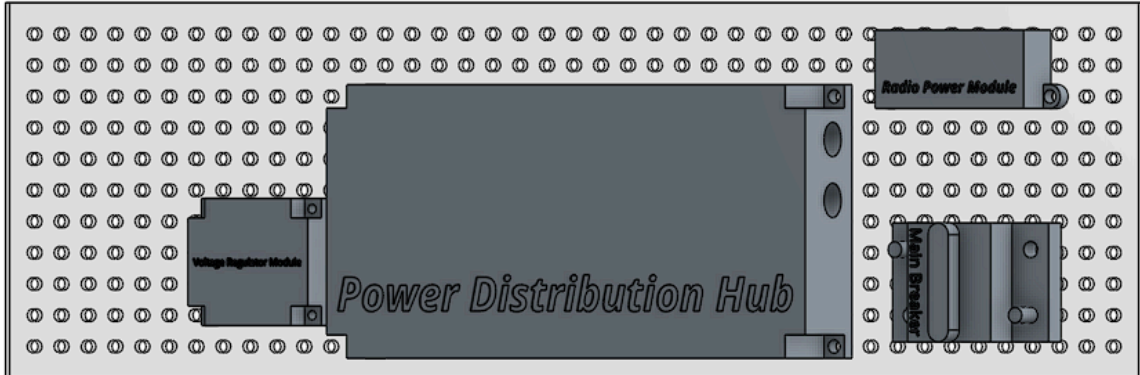 Radio Power Module
Voltage Regulator Module
Power Distribution Hub
Main Breaker